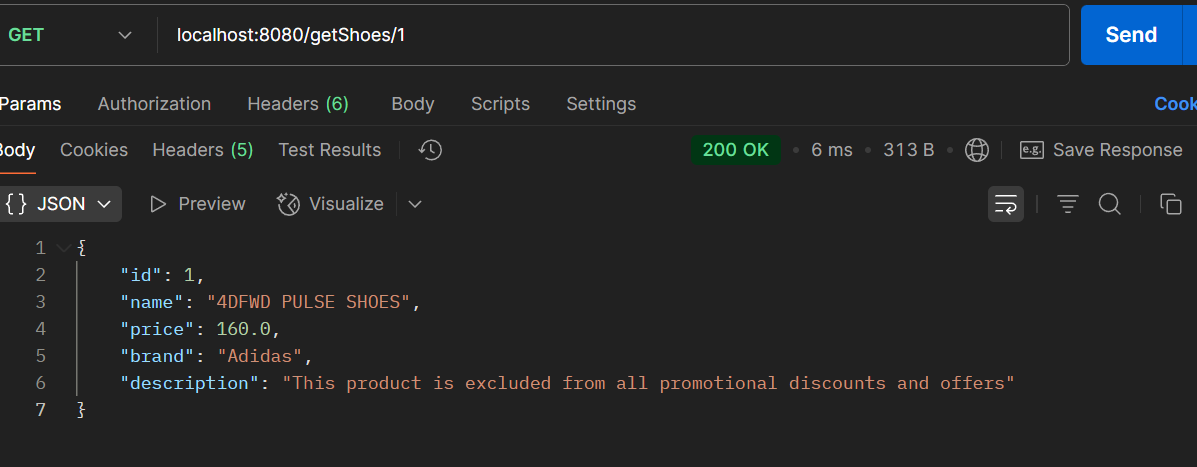 GET localhost:8080/getShoes/1 Send
Params Authorization Headers (6) Body Scripts Settings Cook
Body Cookies Headers (5) Test Results 200 OK • 6 ms • 313 B • e.g. Save Response
{} JSON Preview Visualize
1 {
2 "id": 1,
3 "name": "4DFWD PULSE SHOES",
4 "price": 160.0,
5 "brand": "Adidas",
6 "description": "This product is excluded from all promotional discounts and offers"
7 }